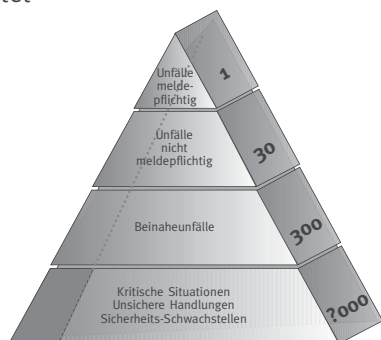 Unfälle
melde-
pflichtig
1
Unfälle
nicht
meldepflichtig
30
Beinaheunfälle
300
Kritische Situationen
Unsichere Handlungen
Sicherheits-Schwachstellen
?000